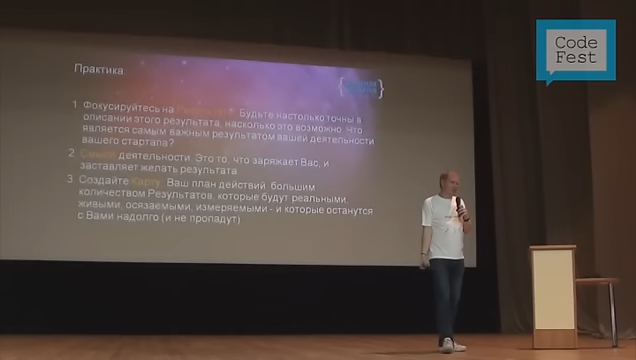 Code
Fest
Практика:
1 Фокусируйтесь на Будьте настолько точны в
описании этого результата, насколько это возможно. Что
является самым важным результатом вашей деятельности
вашего стартапа?
2 Смысл деятельности. Это то, что заряжает Вас, и
заставляет желать результата
3 Создайте Карту. Ваш план действий, большим
количеством Результатов, которые будут реальными,
живыми, осязаемыми, измеряемыми - и которые останутся
с Вами надолго (и не пропадут)